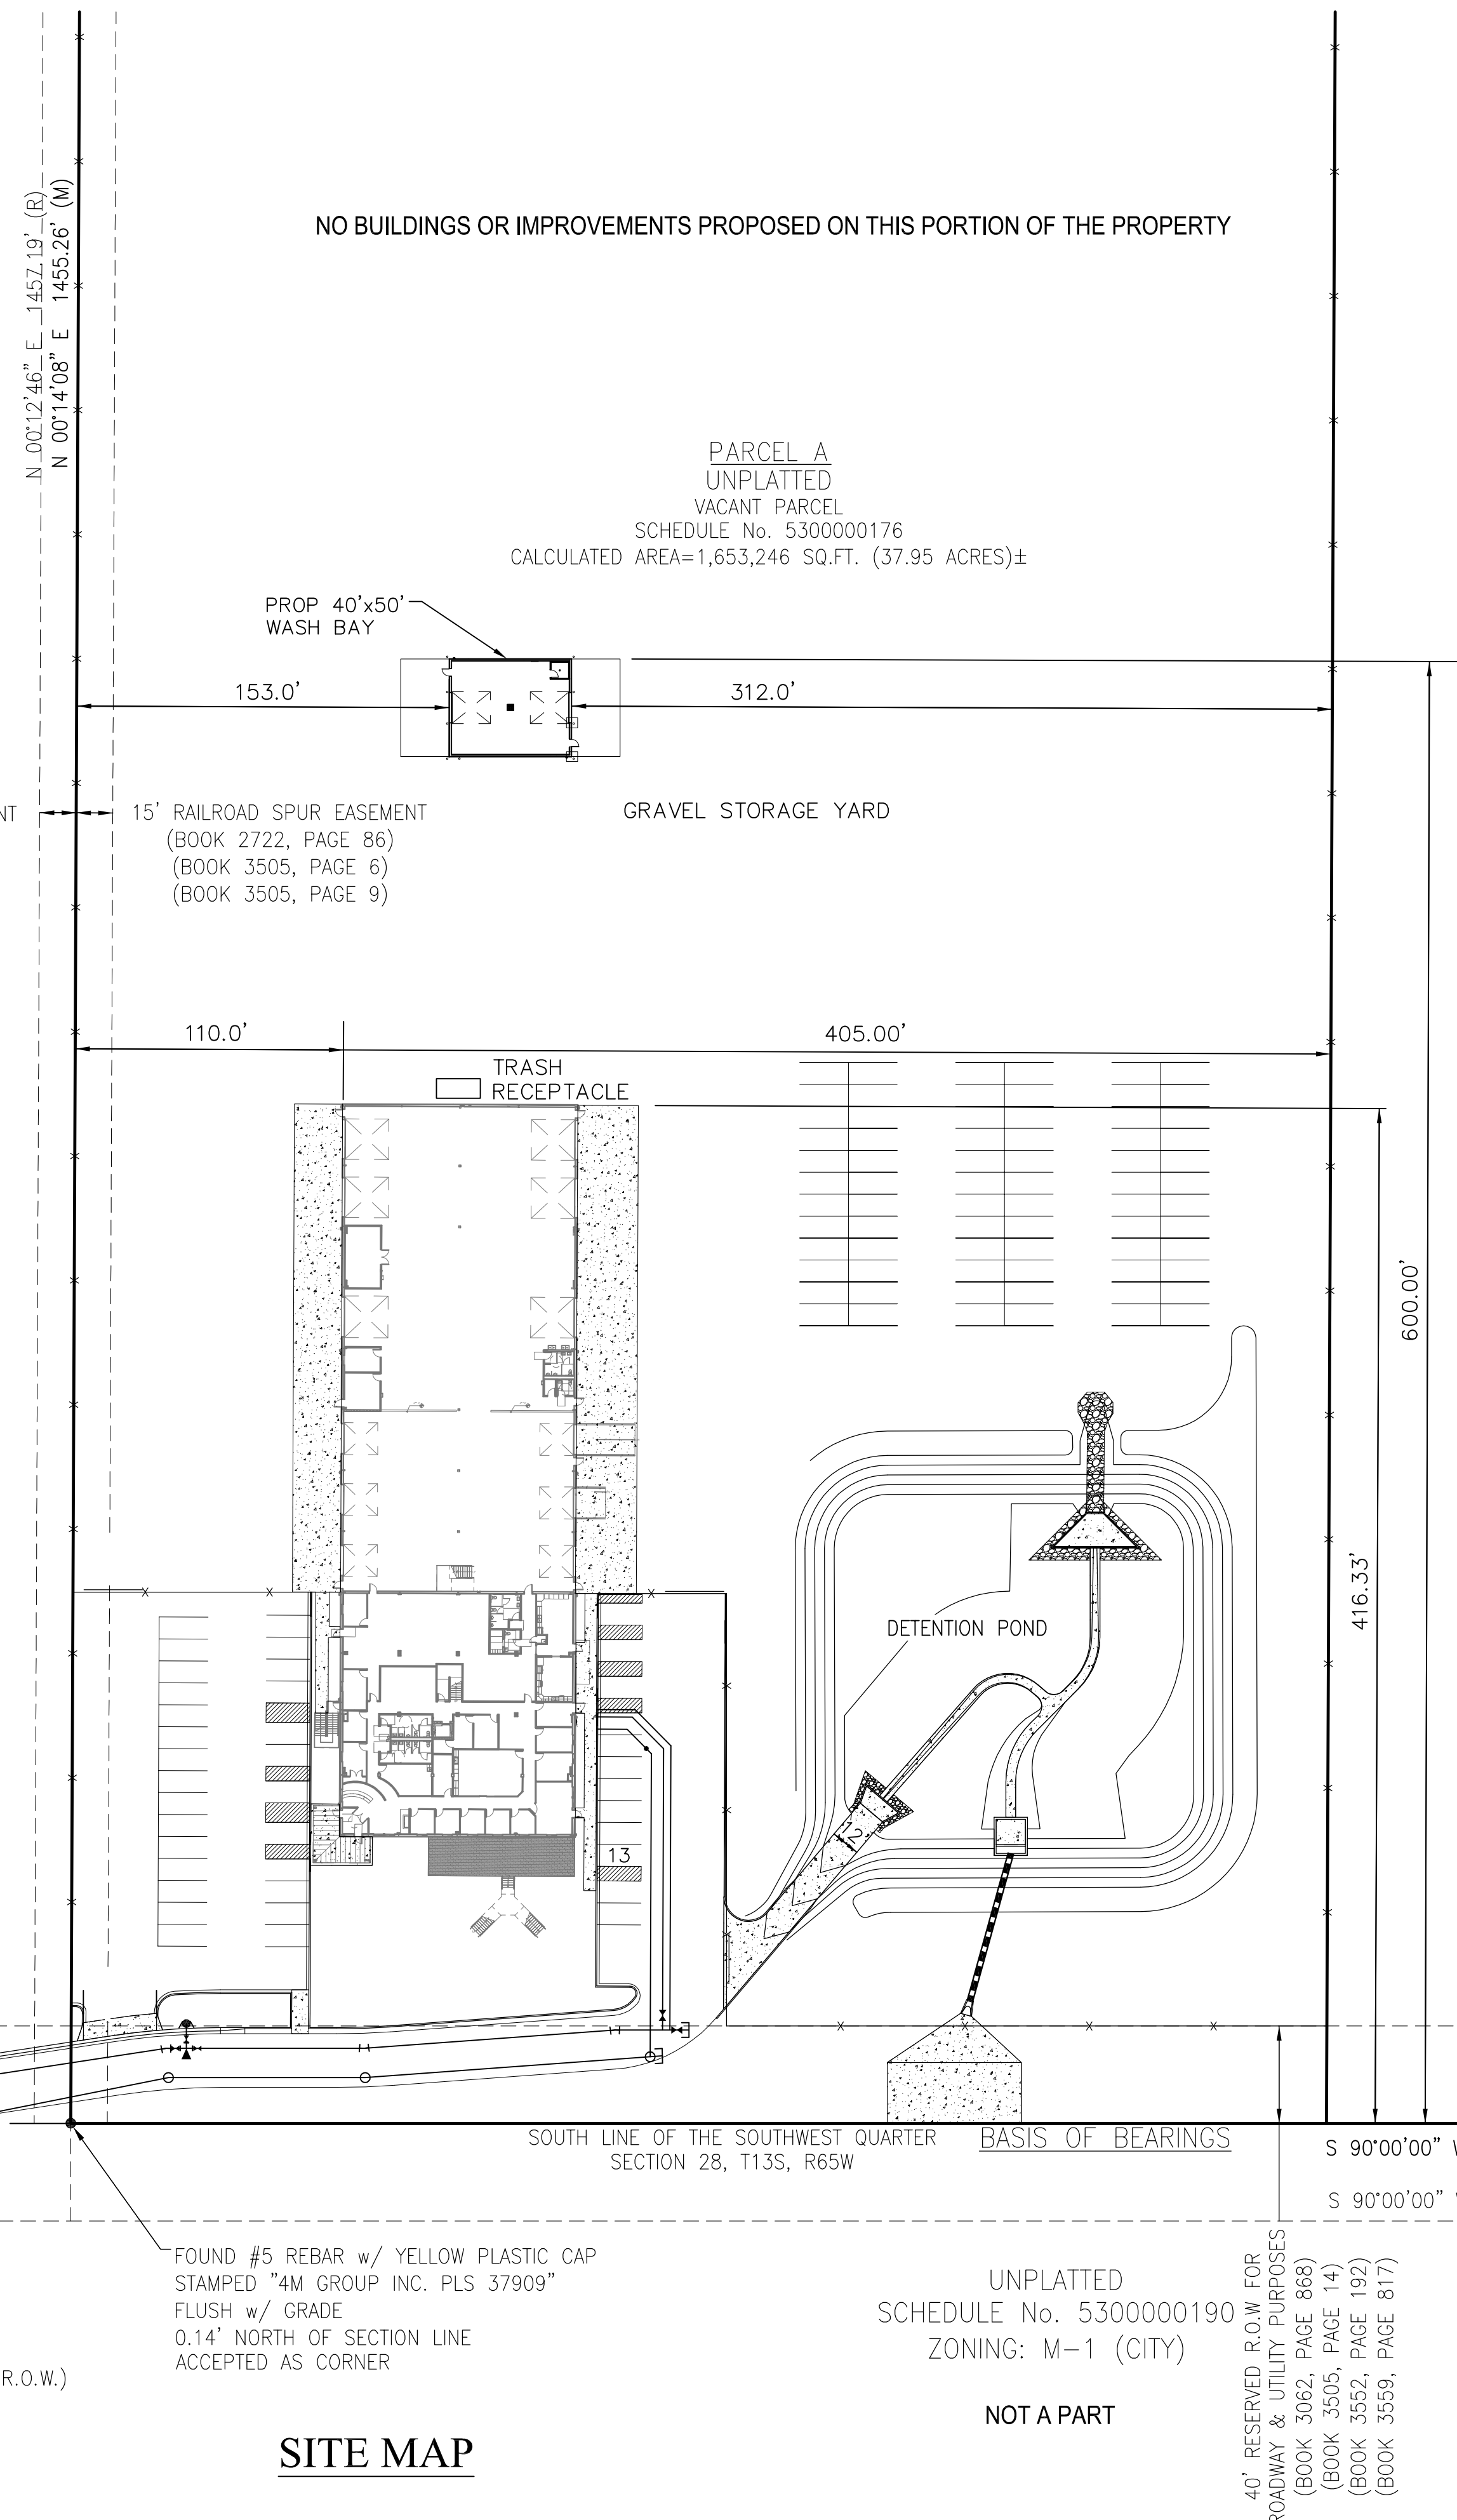 N 00°12'46" E 1457.19' (R)
N 00°14'08" E 1455.26' (M)
NO BUILDINGS OR IMPROVEMENTS PROPOSED ON THIS PORTION OF THE PROPERTY
PARCEL A
UNPLATTED
VACANT PARCEL
SCHEDULE No. 5300000176
CALCULATED AREA=1,653,246 SQ.FT. (37.95 ACRES)±
PROP 40'x50'
WASH BAY
153.0'
312.0'
NT
15' RAILROAD SPUR EASEMENT
(BOOK 2722, PAGE 86)
(BOOK 3505, PAGE 6)
(BOOK 3505, PAGE 9)
GRAVEL STORAGE YARD
110.0'
405.00'
TRASH
RECEPTACLE
600.00'
416.33'
DETENTION POND
12
13
SOUTH LINE OF THE SOUTHWEST QUARTER
SECTION 28, T13S, R65W
BASIS OF BEARINGS
S 90°00'00" W
S 90°00'00" W
FOUND #5 REBAR w/ YELLOW PLASTIC CAP
STAMPED "4M GROUP INC. PLS 37909"
FLUSH w/ GRADE
0.14' NORTH OF SECTION LINE
ACCEPTED AS CORNER
R.O.W.)
UNPLATTED
SCHEDULE No. 5300000190
ZONING: M-1 (CITY)
NOT A PART
40' RESERVED R.O.W FOR
ROADWAY & UTILITY PURPOSES
(BOOK 3062, PAGE 868)
(BOOK 3505, PAGE 14)
(BOOK 3552, PAGE 192)
(BOOK 3559, PAGE 817)
SITE MAP